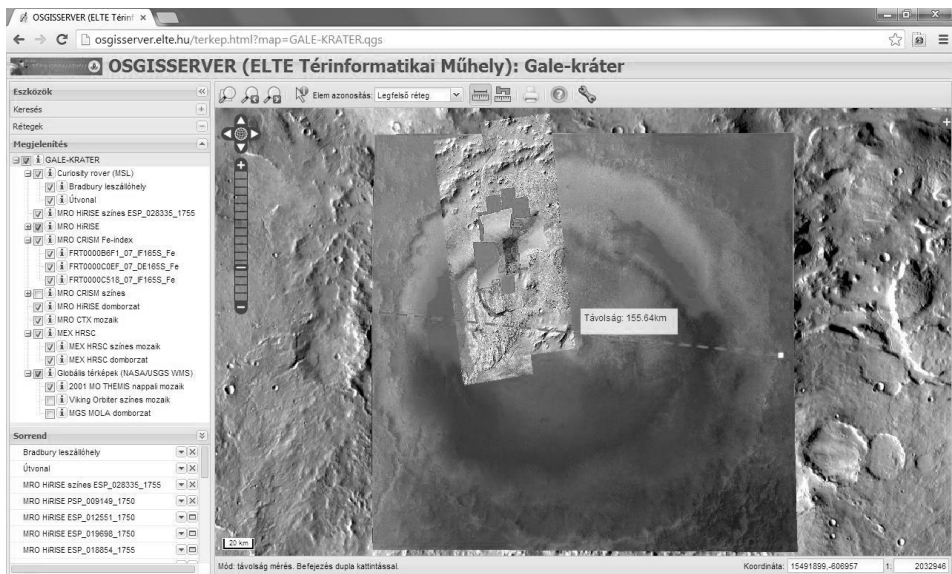 OSGISSERVER (ELTE Térinf
osgisserver.elte.hu/terkep.html?map=GALE-KRATER.qgs
OSGISSERVER (ELTE Térinformatikai Műhely): Gale-kráter
Eszközök
Keresés
Rétegek
Megjelenítés
GALE-KRATER
Curiosity rover (MSL)
Bradbury leszállóhely
Útvonal
MRO HiRISE színes ESP_028335_1755
MRO HiRISE
MRO CRISM Fe-index
FRT0000B6F1_07_IF165S_Fe
FRT0000C0EF_07_DE165S_Fe
FRT0000C518_07_IF165S_Fe
MRO CRISM színes
MRO HiRISE domborzat
MRO CTX mozaik
MEX HRSC
MEX HRSC színes mozaik
MEX HRSC domborzat
Globális térképek (NASA/USGS WMS)
2001 MO THEMIS nappali mozaik
Viking Orbiter színes mozaik
MGS MOLA domborzat
Sorrend
Bradbury leszállóhely
Útvonal
MRO HiRISE színes ESP_028335_1755
MRO HiRISE PSP_009149_1750
MRO HiRISE ESP_012551_1750
MRO HiRISE ESP_019698_1750
MRO HiRISE ESP_018854_1755
Elem azonosítás: Legfelső réteg
Távolság: 155.64km
20 km
Mód: távolság mérés. Befejezés dupla kattintással.
Koordináta: 15491899,-606957 1: 2032946